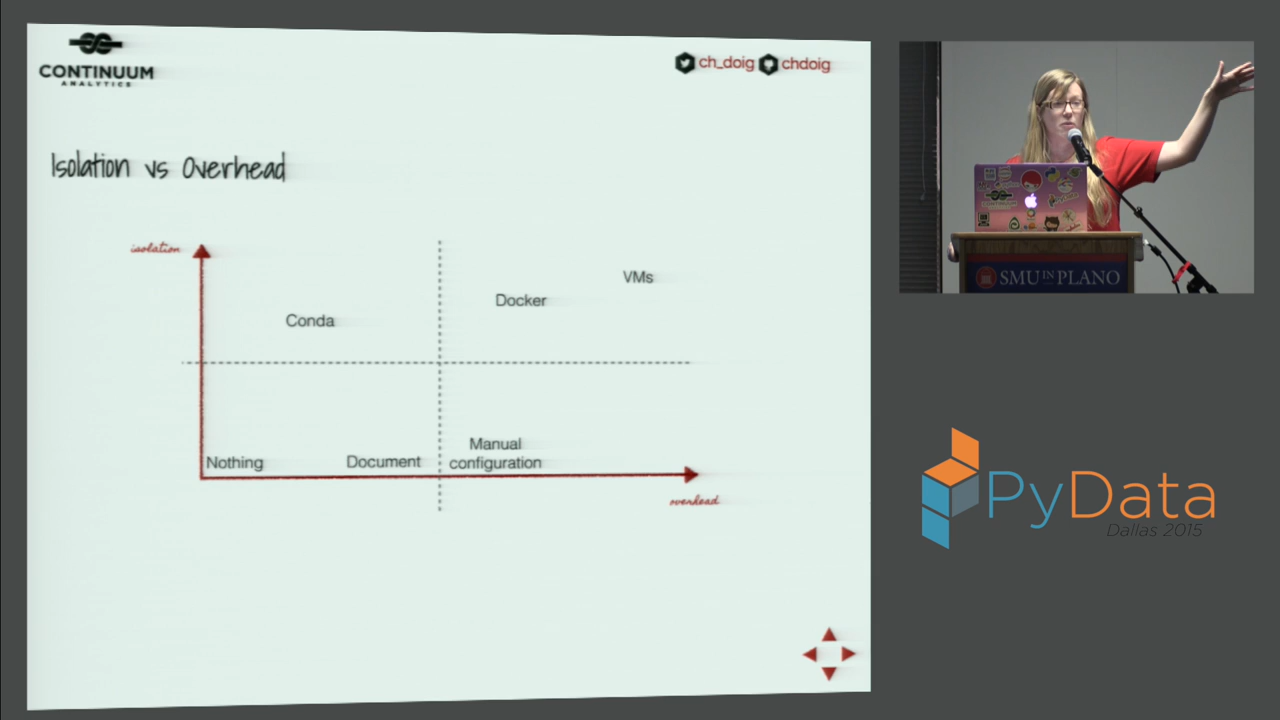 CONTINUUM
ANALYTICS
ch_doig chdoig
Isolation vs Overhead
isolation
VMs
Docker
Conda
Manual
configuration
Nothing
Document
overhead
SMU IN PLANO
PyData
Dallas 2015